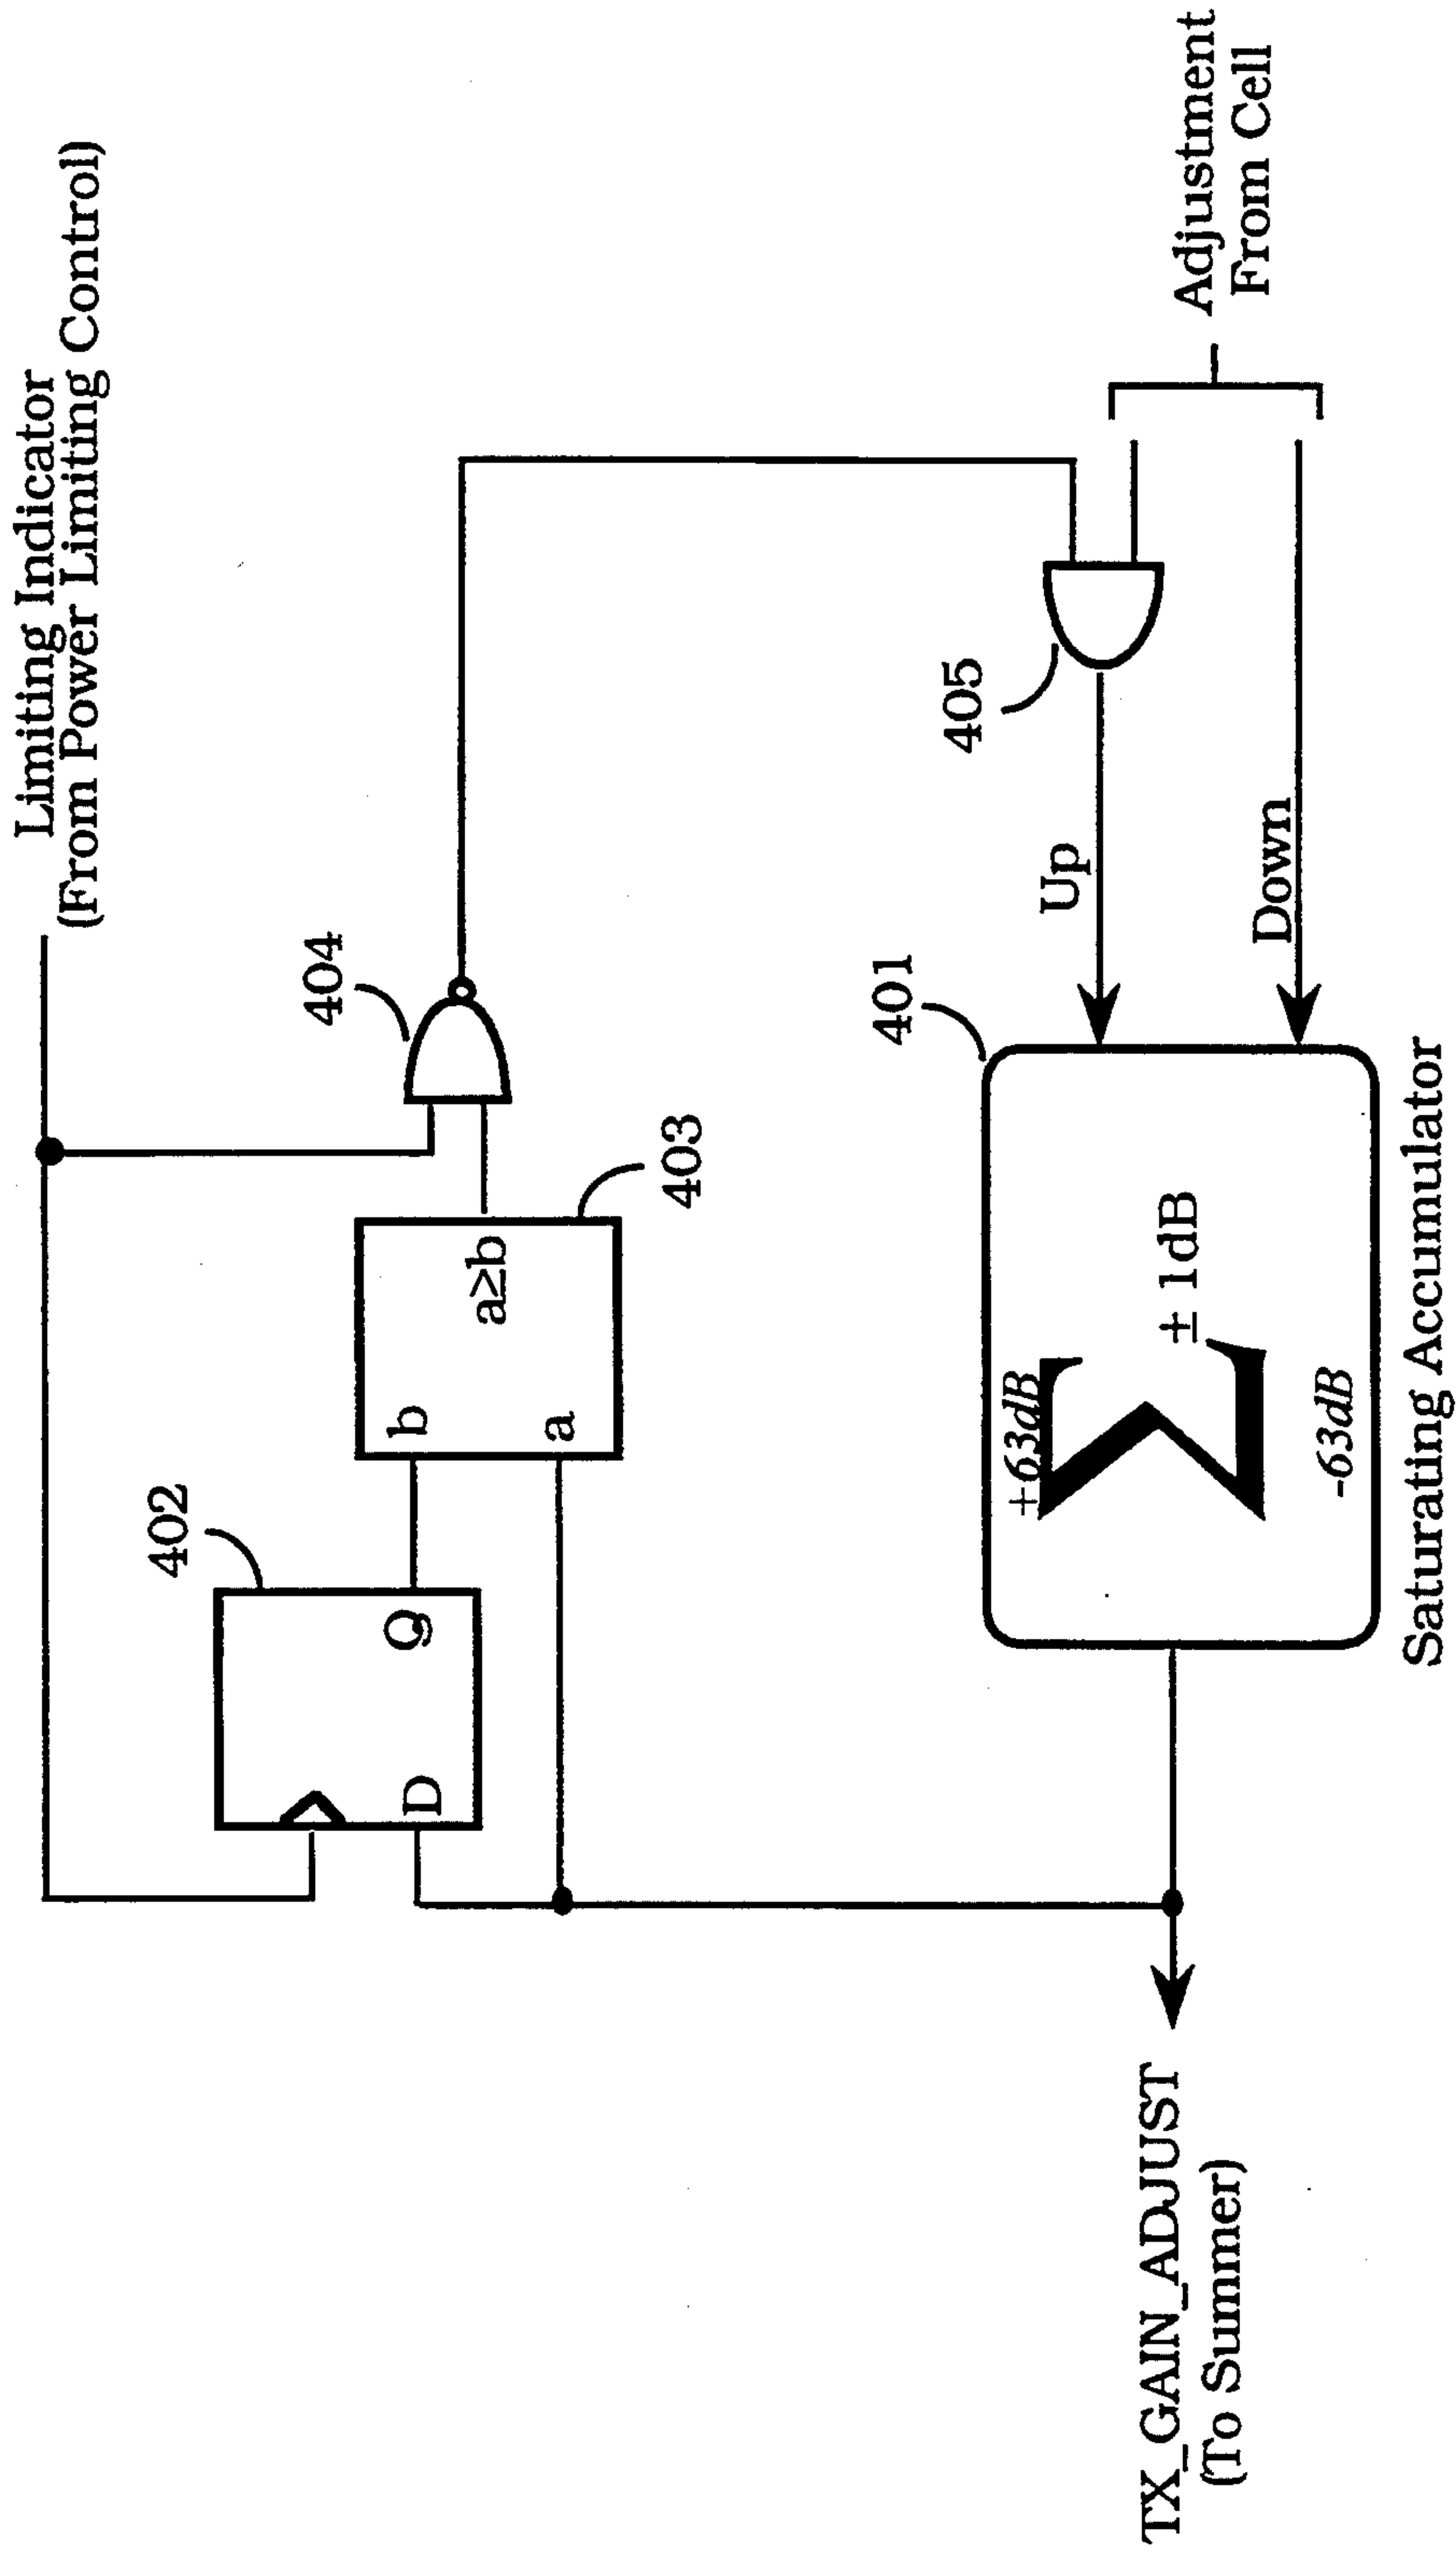 Limiting Indicator
(From Power Limiting Control)
402
D
Q
b
a
a≥b
403
404
405
Adjustment
From Cell
Up
Down
401
+63dB
± 1dB
-63dB
Saturating Accumulator
TX_GAIN_ADJUST
(To Summer)